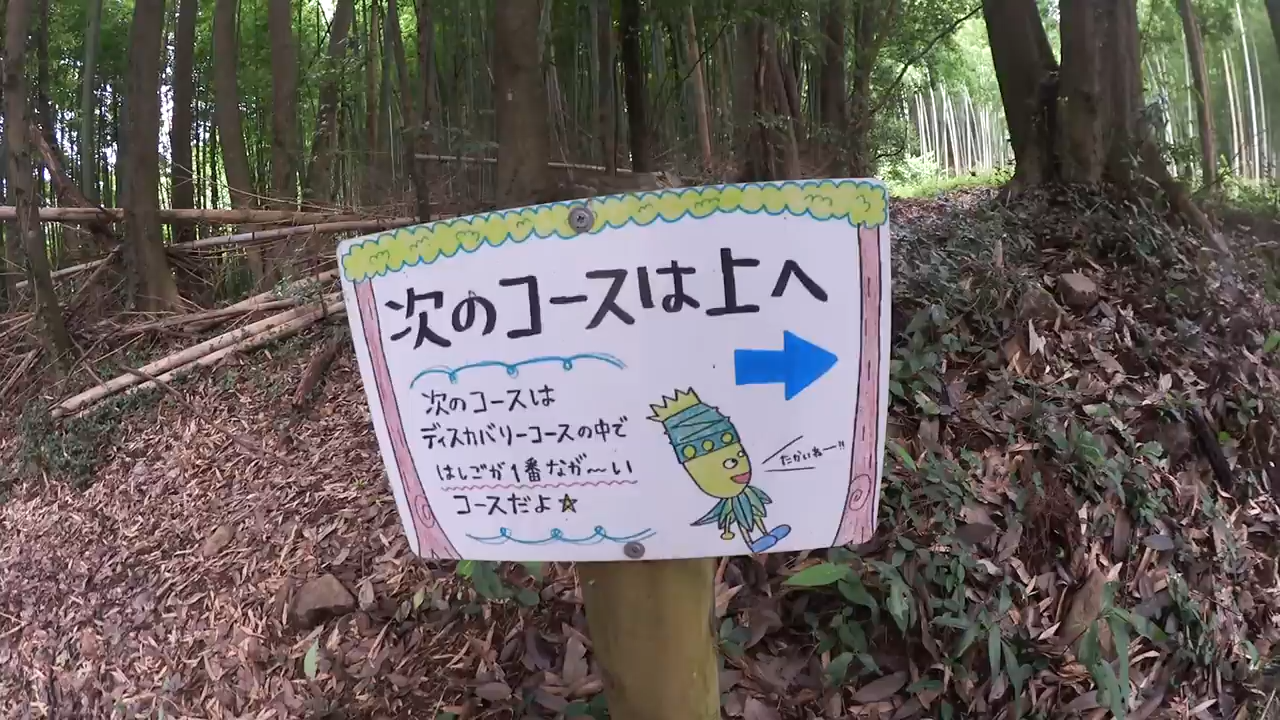 次のコースは上へ
次のコースは
ディスカバリーコースの中で
はしごが1番なが〜い
コースだよ☆
たかいねー!!